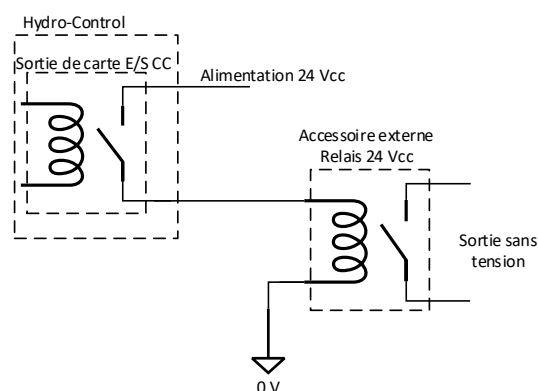 Hydro-Control
Sortie de carte E/S CC
Alimentation 24 Vcc
Accessoire externe
Relais 24 Vcc
Sortie sans
tension
0 V